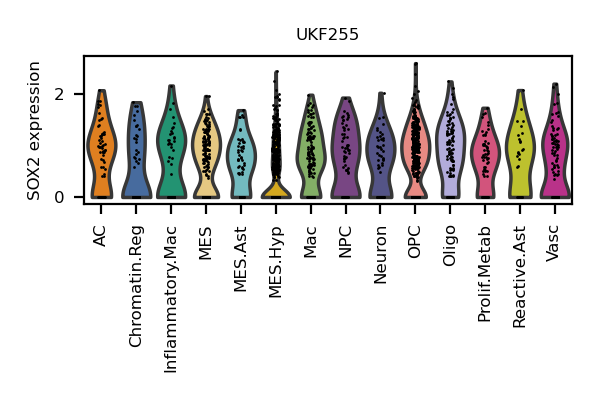 UKF255
SOX2 expression
2
0
AC
Chromatin.Reg
Inflammatory.Mac
MES
MES.Ast
MES.Hyp
Mac
NPC
Neuron
OPC
Oligo
Prolif.Metab
Reactive.Ast
Vasc